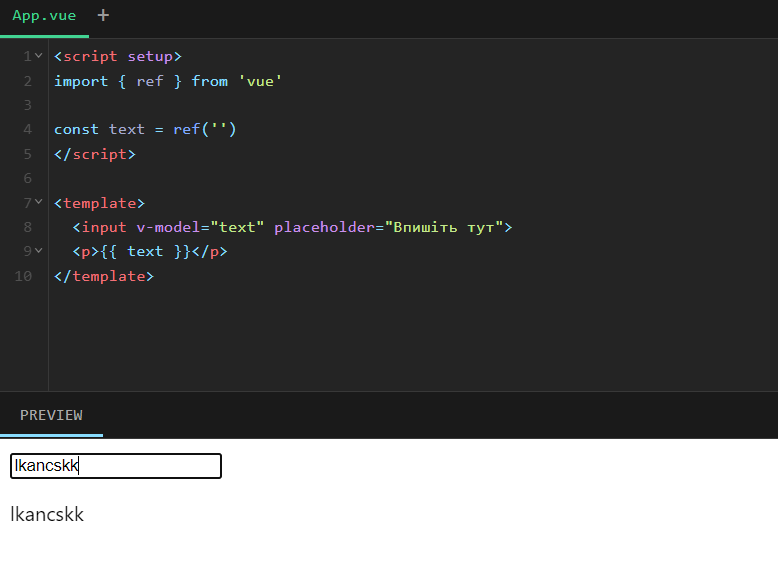 App.vue +
1 <script setup>
2 import { ref } from 'vue'
3
4 const text = ref('')
5 </script>
6
7 <template>
8   <input v-model="text" placeholder="Впишіть тут">
9   <p>{{ text }}</p>
10 </template>
PREVIEW
lkancskk
lkancskk